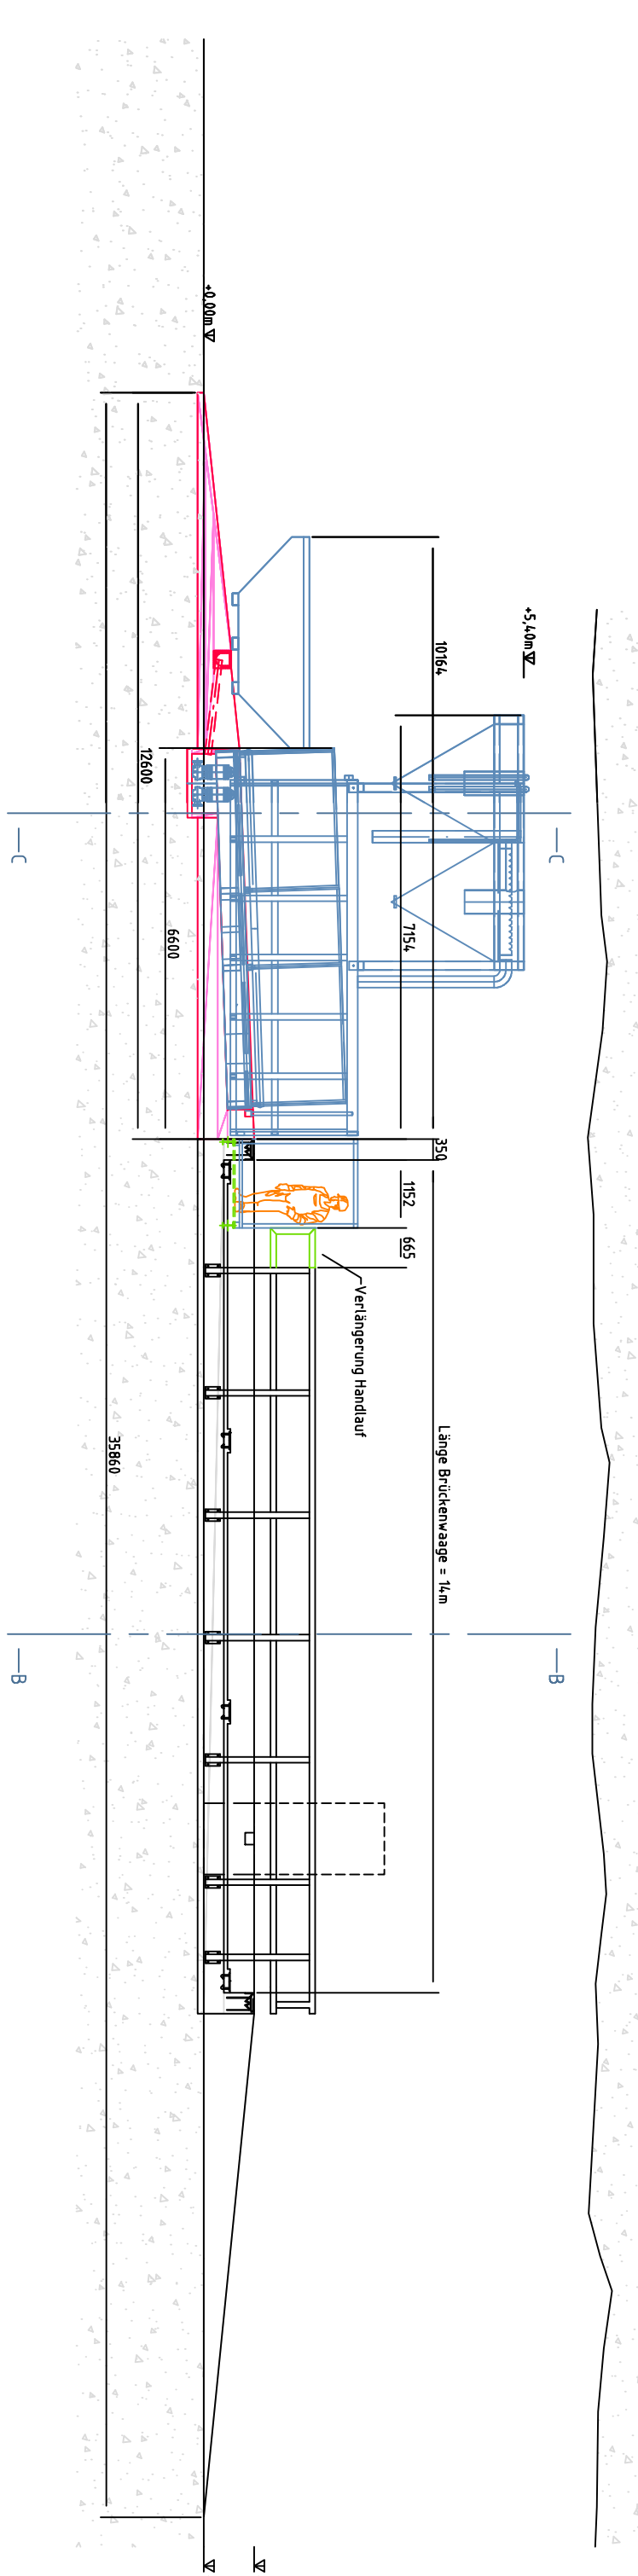 +0,00m
+5,40m
10164
C
C
12600
6600
7154
350
1152
665
Verlängerung Handlauf
Länge Brückenwaage = 14m
35860
B
B